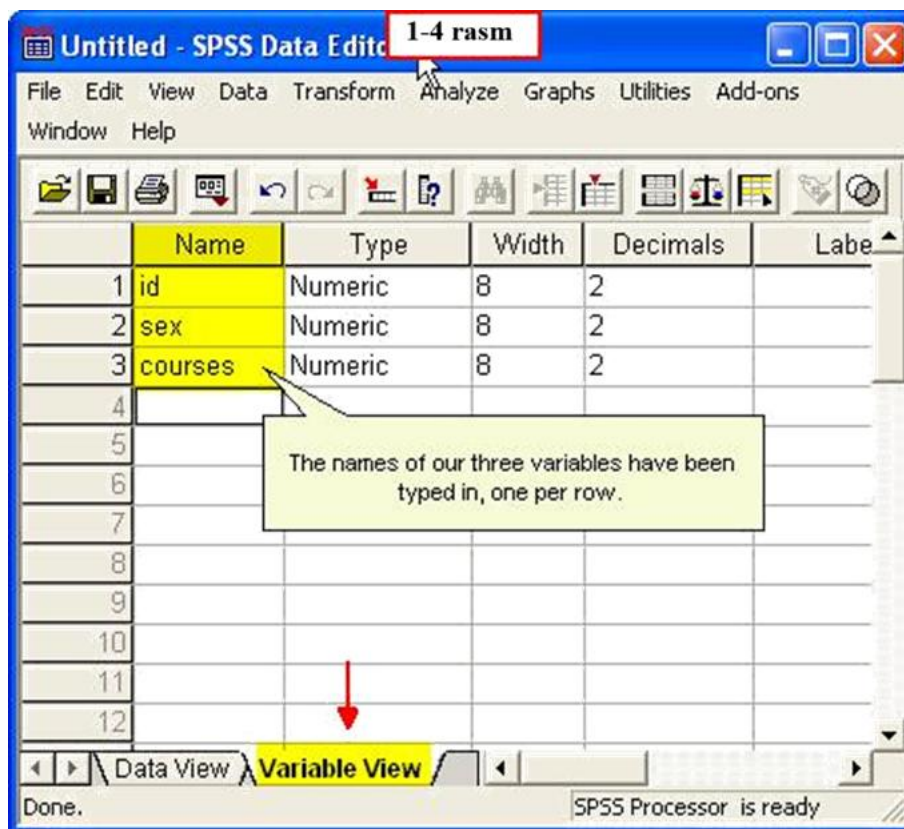 Untitled - SPSS Data Edito
1-4 rasm
File Edit View Data Transform Analyze Graphs Utilities Add-ons
Window Help
Name Type Width Decimals Labe
1 id Numeric 8 2
2 sex Numeric 8 2
3 courses Numeric 8 2
4
The names of our three variables have been
typed in, one per row.
5
6
7
8
9
10
11
12
Data View Variable View
Done. SPSS Processor is ready